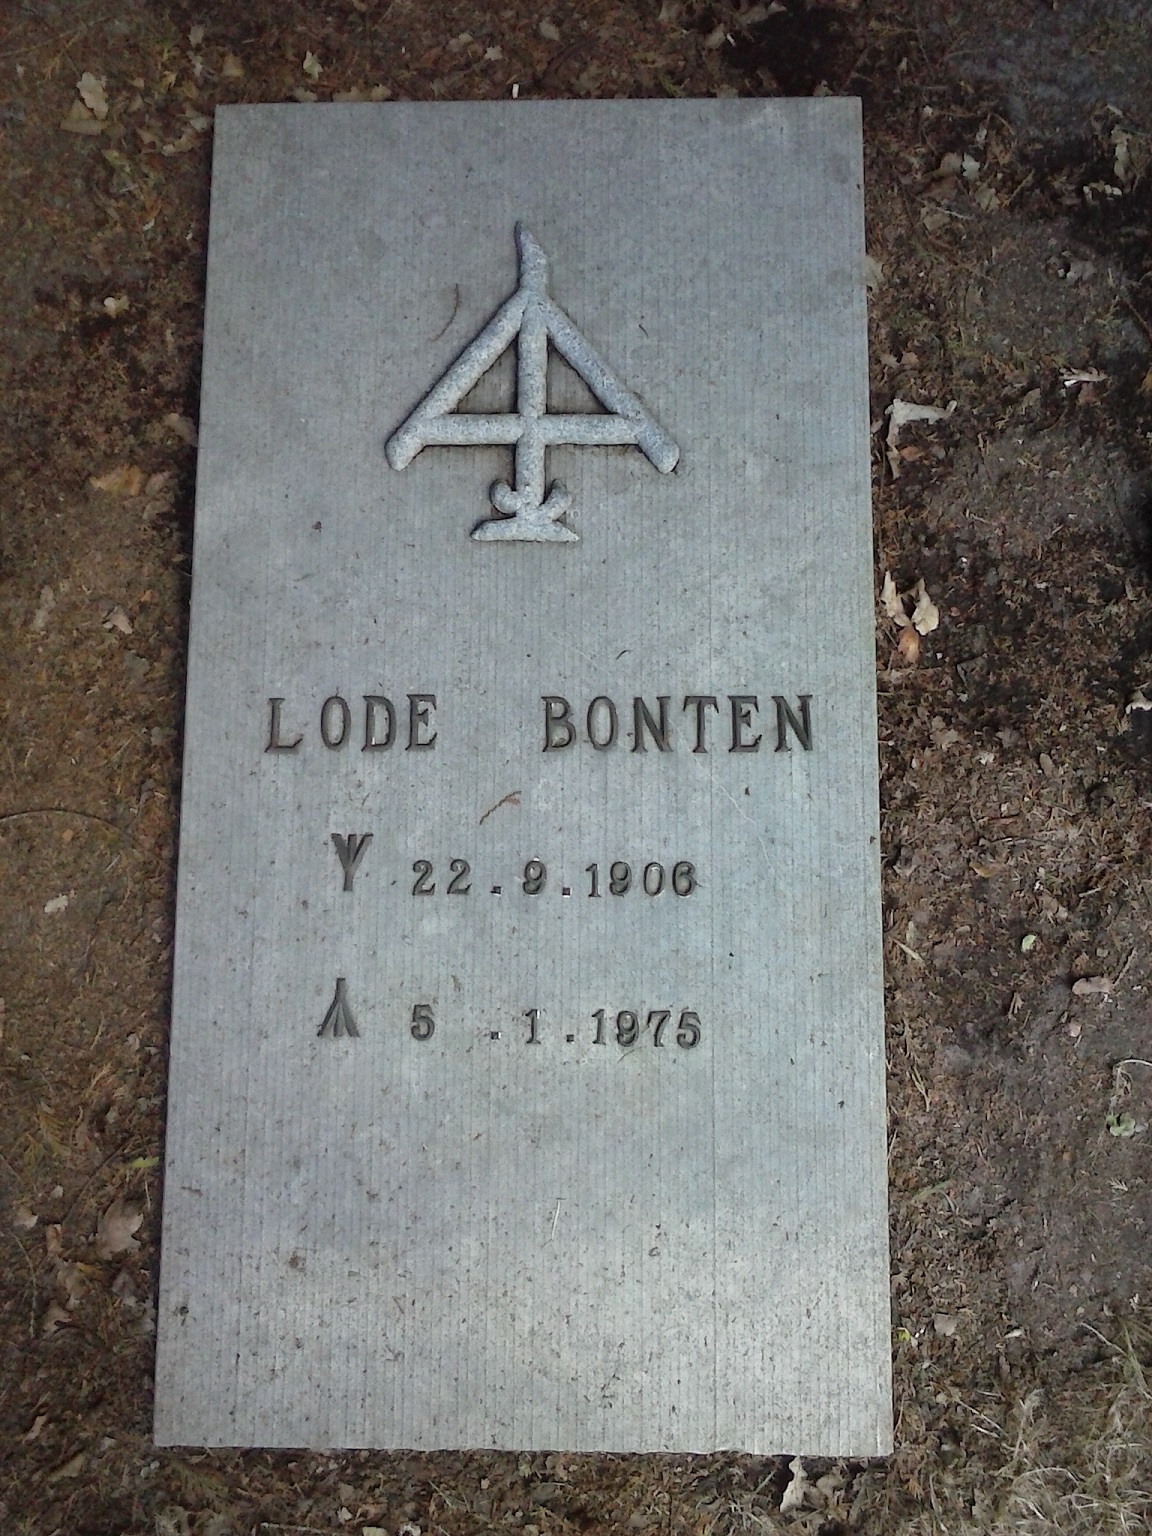 LODE BONTEN
ᛉ 22.9.1906
ᛦ 5.1.1975